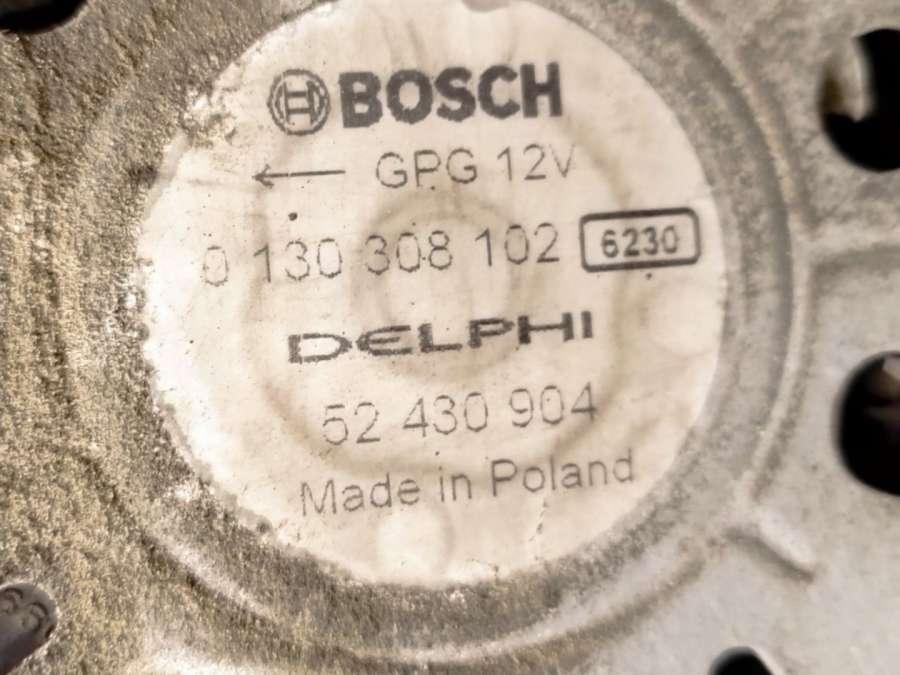 BOSCH
← GPG 12V
0 130 308 102 6230
DELPHI
52 430 904
Made in Poland